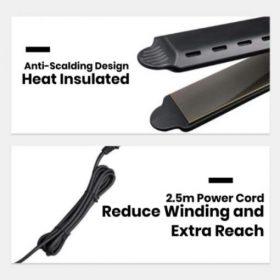 Anti-Scalding Design
Heat Insulated
2.5m Power Cord
Reduce Winding and
Extra Reach